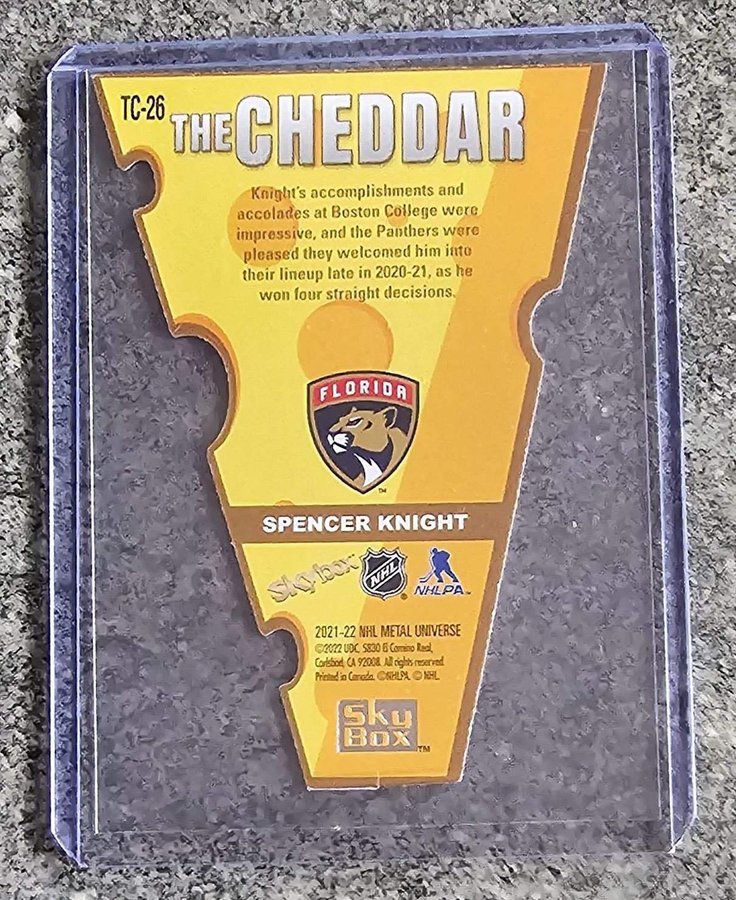 TC-26
THE CHEDDAR
Knight's accomplishments and
accolades at Boston College were
impressive, and the Panthers were
pleased they welcomed him into
their lineup late in 2020-21, as he
won four straight decisions.
FLORIDA
TM
SPENCER KNIGHT
Skybox NHL ® NHLPA TM
2021-22 NHL METAL UNIVERSE
©2022 UDC. 5830 El Camino Real,
Carlsbad, CA 92008. All rights reserved.
Printed in Canada. ©NHLPA. © NHL.
Sky
Box TM